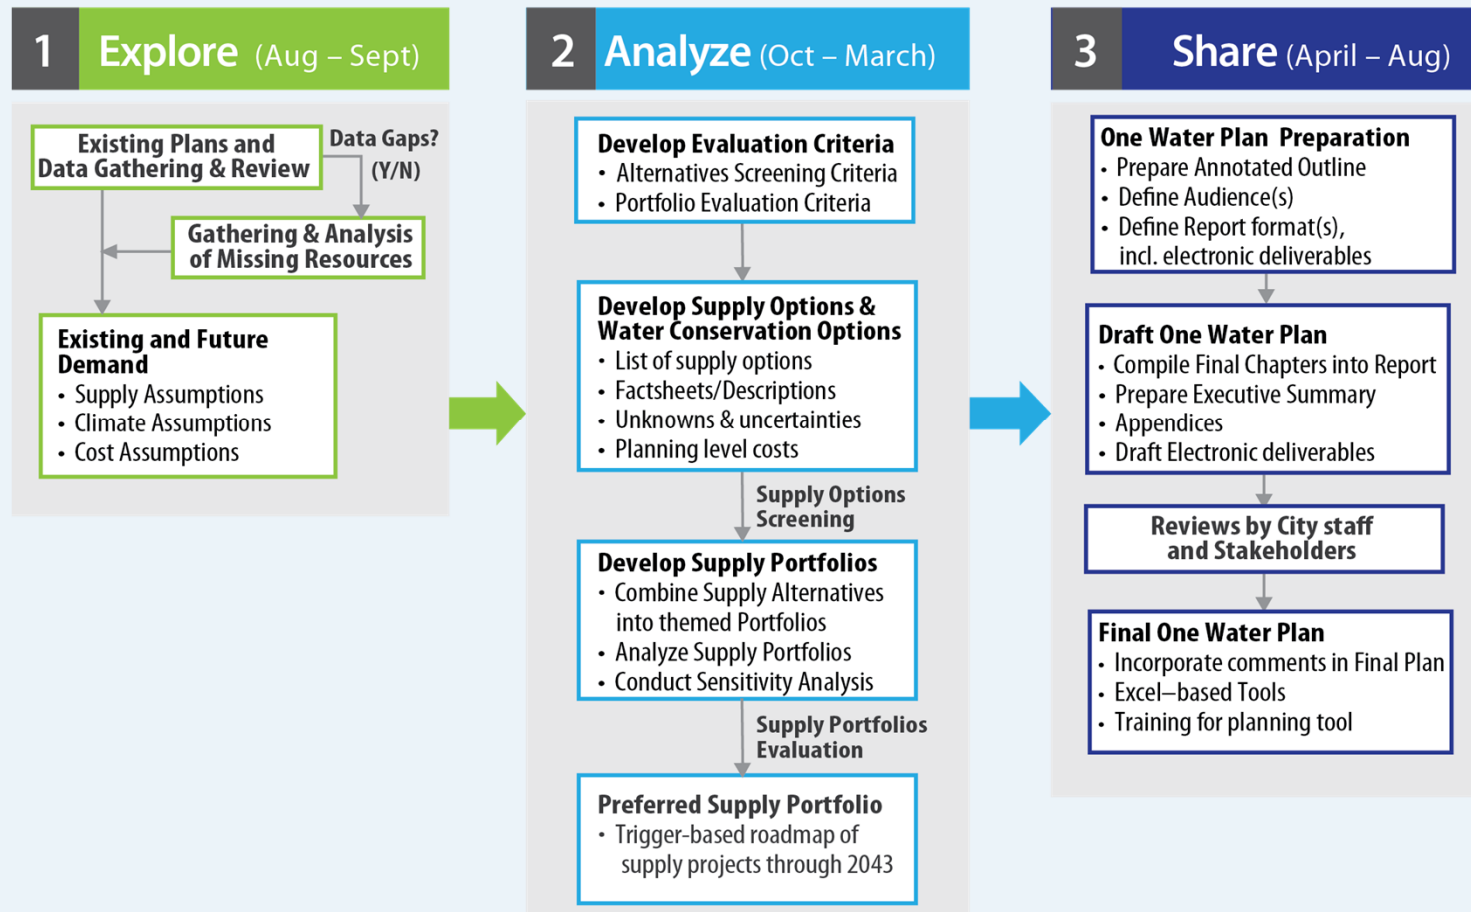 1 Explore (Aug – Sept)
Existing Plans and
Data Gathering & Review
Data Gaps?
(Y/N)
Gathering & Analysis
of Missing Resources
Existing and Future
Demand
• Supply Assumptions
• Climate Assumptions
• Cost Assumptions
2 Analyze (Oct – March)
Develop Evaluation Criteria
• Alternatives Screening Criteria
• Portfolio Evaluation Criteria
Develop Supply Options &
Water Conservation Options
• List of supply options
• Factsheets/Descriptions
• Unknowns & uncertainties
• Planning level costs
Supply Options
Screening
Develop Supply Portfolios
• Combine Supply Alternatives
into themed Portfolios
• Analyze Supply Portfolios
• Conduct Sensitivity Analysis
Supply Portfolios
Evaluation
Preferred Supply Portfolio
• Trigger-based roadmap of
supply projects through 2043
3 Share (April – Aug)
One Water Plan Preparation
• Prepare Annotated Outline
• Define Audience(s)
• Define Report format(s),
incl. electronic deliverables
Draft One Water Plan
• Compile Final Chapters into Report
• Prepare Executive Summary
• Appendices
• Draft Electronic deliverables
Reviews by City staff
and Stakeholders
Final One Water Plan
• Incorporate comments in Final Plan
• Excel–based Tools
• Training for planning tool